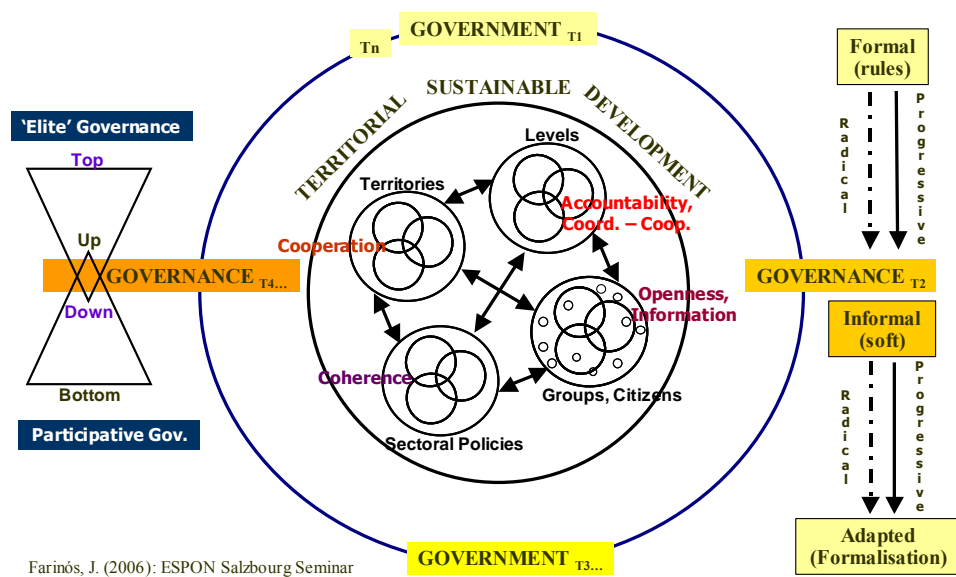 Tn
GOVERNMENT T1
TERRITORIAL
SUSTAINABLE
DEVELOPMENT
'Elite' Governance
Top
Up
GOVERNANCE T4...
Down
Bottom
Participative Gov.
Levels
Territories
Accountability,
Coord. – Coop.
Cooperation
Openness,
Information
Coherence
Groups, Citizens
Sectoral Policies
GOVERNMENT T3...
Formal
(rules)
Radical
Progressive
GOVERNANCE T2
Informal
(soft)
Radical
Progressive
Adapted
(Formalisation)
Farinós, J. (2006): ESPON Salzbourg Seminar